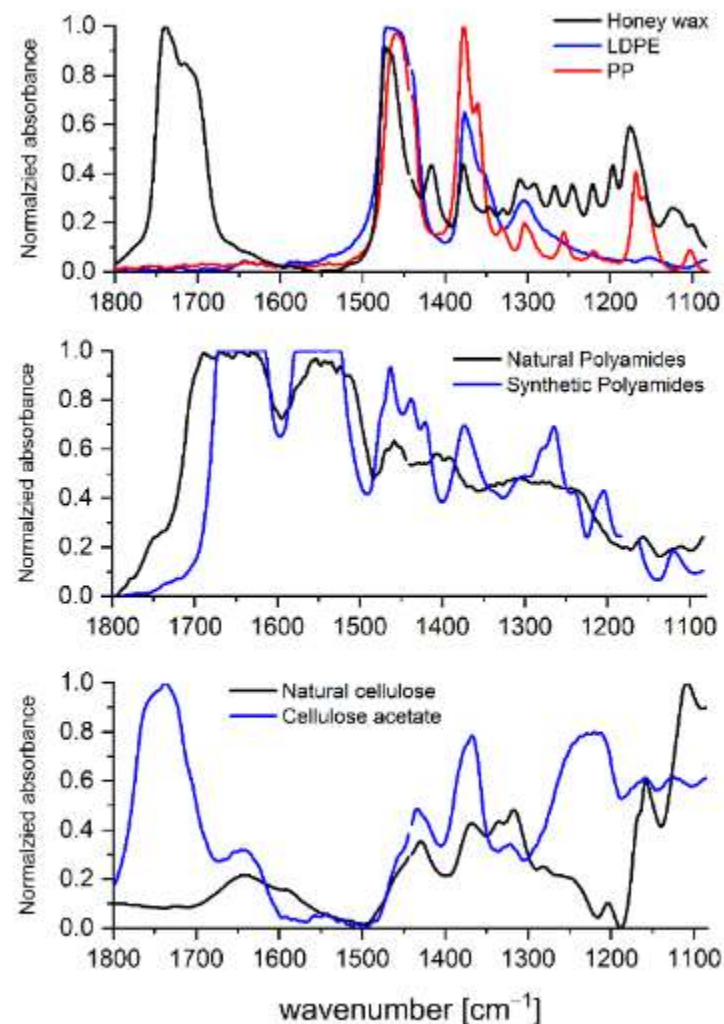 Normalzied absorbance
1.0
0.8
0.6
0.4
0.2
0.0
Honey wax
LDPE
PP
1800 1700 1600 1500 1400 1300 1200 1100
Normalzied absorbance
1.0
0.8
0.6
0.4
0.2
0.0
Natural Polyamides
Synthetic Polyamides
1800 1700 1600 1500 1400 1300 1200 1100
Normalzied absorbance
1.0
0.8
0.6
0.4
0.2
0.0
Natural cellulose
Cellulose acetate
1800 1700 1600 1500 1400 1300 1200 1100
wavenumber [cm⁻¹]